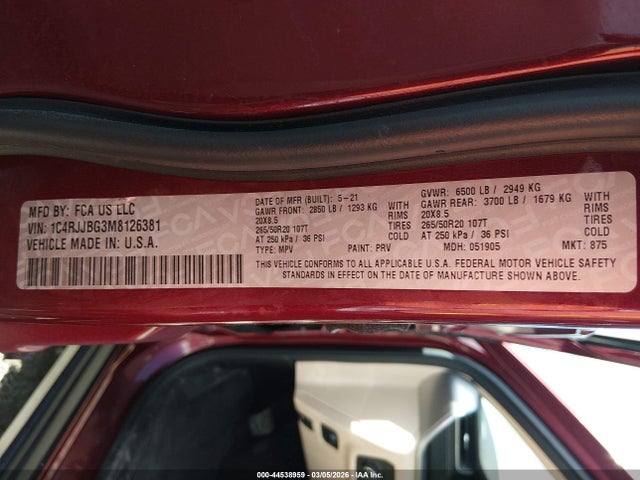 MFD BY: FCA US LLC
VIN: 1C4RJJBG3M8126381
VEHICLE MADE IN: U.S.A.
DATE OF MFR (BUILT): 5-21
GAWR FRONT: 2850 LB / 1293 KG WITH
20X8.5 RIMS
265/50R20 107T TIRES
AT 250 kPa / 36 PSI COLD
TYPE: MPV PAINT: PRV
GVWR: 6500 LB / 2949 KG
GAWR REAR: 3700 LB / 1679 KG WITH
20X8.5 RIMS
265/50R20 107T TIRES
AT 250 kPa / 36 PSI COLD
MDH: 051905 MKT: 875
THIS VEHICLE CONFORMS TO ALL APPLICABLE U.S.A. FEDERAL MOTOR VEHICLE SAFETY
STANDARDS IN EFFECT ON THE DATE OF MANUFACTURE SHOWN ABOVE.
000-44538959 - 03/05/2026 - CASTLE